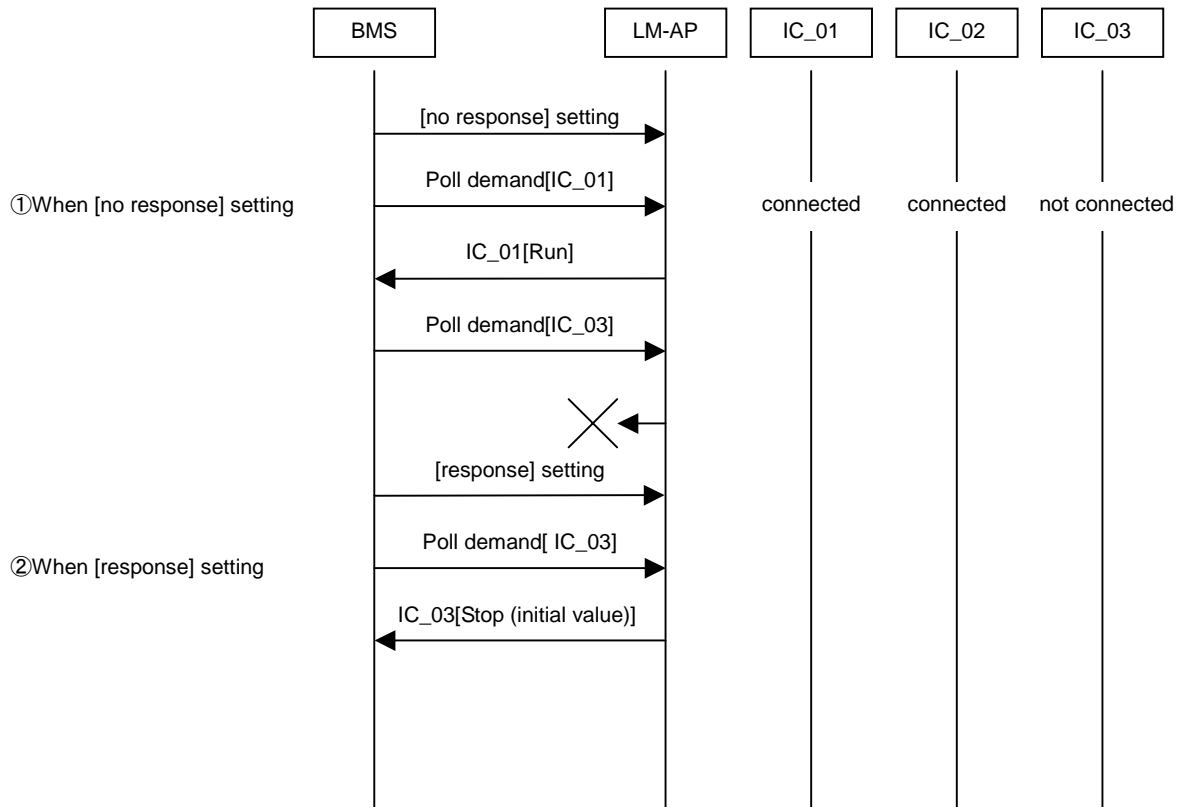 BMS LM-AP IC_01 IC_02 IC_03
[no response] setting
Poll demand[IC_01]
①When [no response] setting connected connected not connected
IC_01[Run]
Poll demand[IC_03]
[response] setting
Poll demand[ IC_03]
②When [response] setting
IC_03[Stop (initial value)]